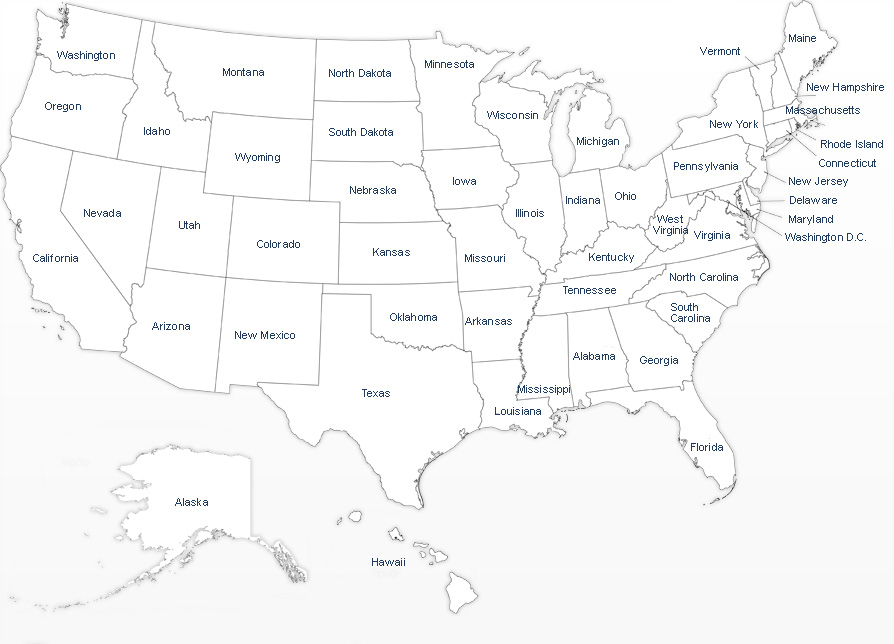 Maine
Vermont
Washington
Minnesota
Montana
North Dakota
New Hampshire
Oregon
Massachusetts
Wisconsin
New York
Idaho
South Dakota
Michigan
Rhode Island
Wyoming
Connecticut
Pennsylvania
New Jersey
Iowa
Nebraska
Ohio
Indiana
Delaware
Nevada
Illinois
West
Virginia
Maryland
Utah
Virginia
Washington D.C.
Colorado
Kansas
California
Missouri
Kentucky
North Carolina
Tennessee
South
Carolina
Oklahoma
Arkansas
Arizona
New Mexico
Alabama
Georgia
Texas
Mississippi
Louisiana
Florida
Alaska
Hawaii